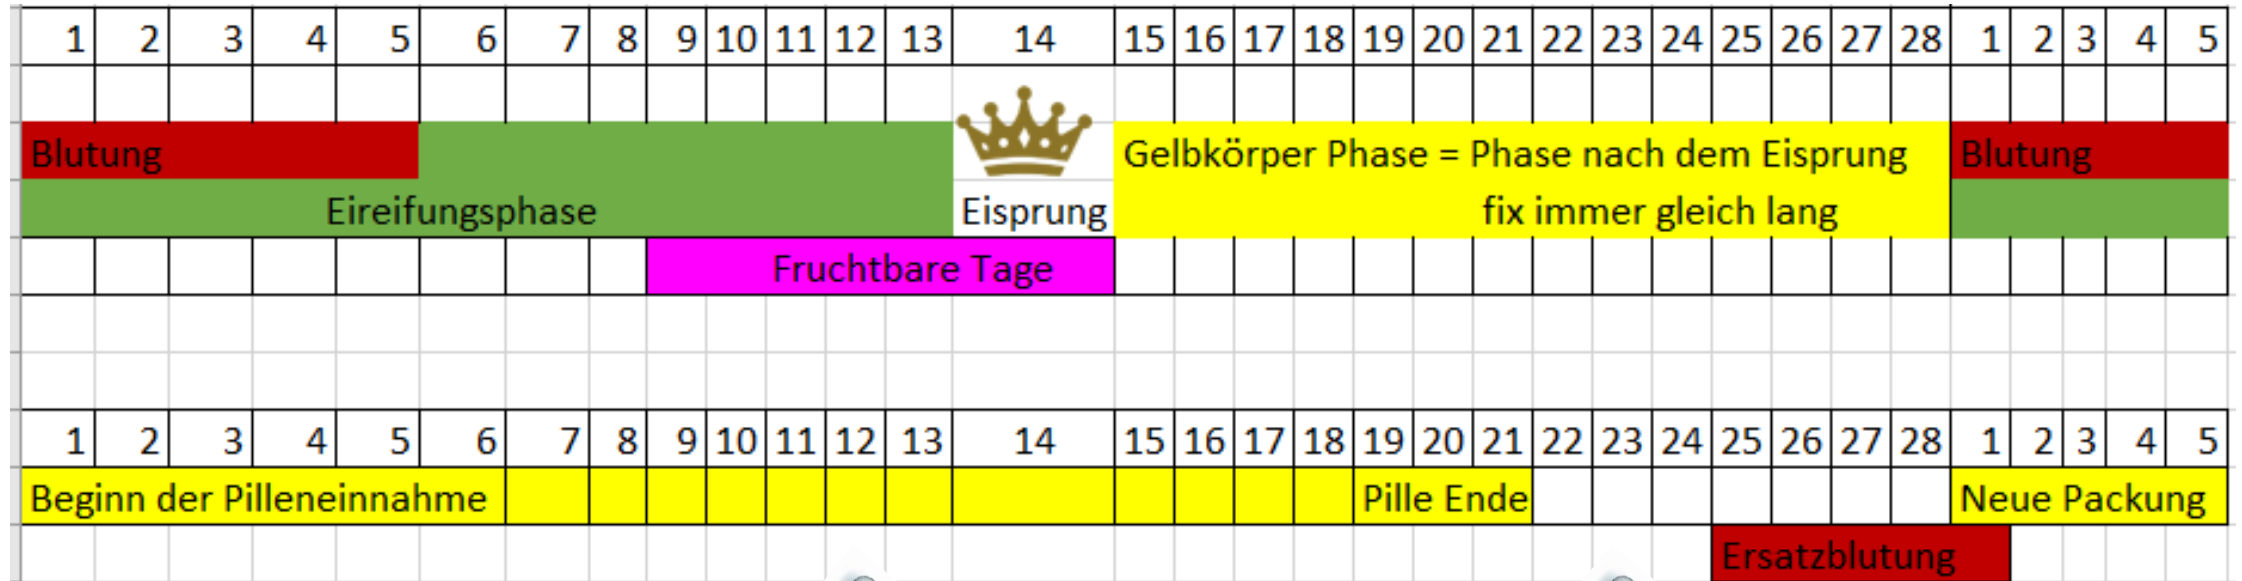 1 2 3 4 5 6 7 8 9 10 11 12 13 14 15 16 17 18 19 20 21 22 23 24 25 26 27 28 1 2 3 4 5
Blutung Gelbkörper Phase = Phase nach dem Eisprung Blutung
Eireifungsphase Eisprung fix immer gleich lang
Fruchtbare Tage
1 2 3 4 5 6 7 8 9 10 11 12 13 14 15 16 17 18 19 20 21 22 23 24 25 26 27 28 1 2 3 4 5
Beginn der Pilleneinnahme Pille Ende Neue Packung
Ersatzblutung